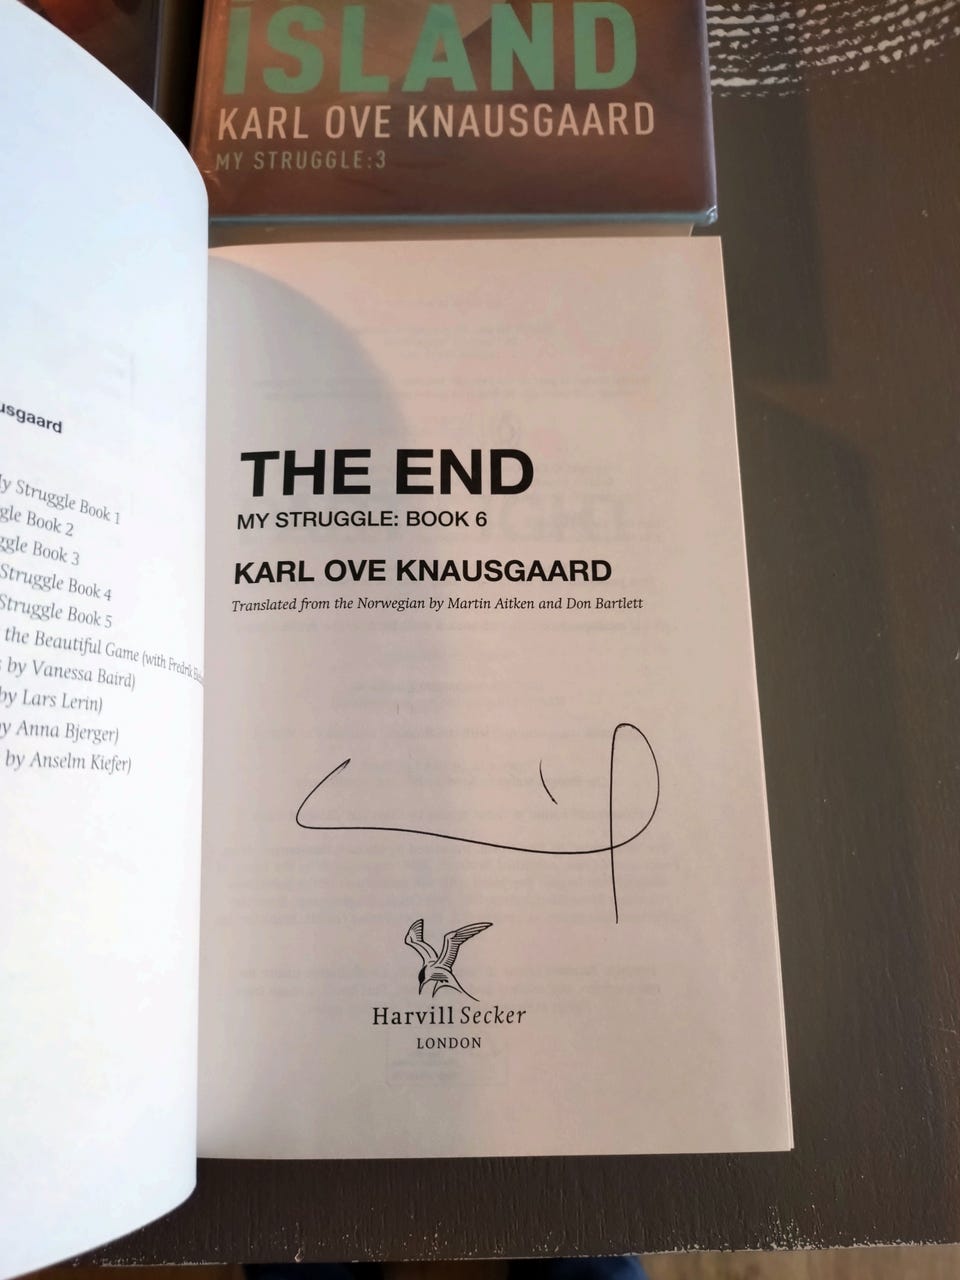 ISLAND
KARL OVE KNAUSGAARD
MY STRUGGLE:3
usgaard
y Struggle Book 1
gle Book 2
ggle Book 3
Struggle Book 4
Struggle Book 5
the Beautiful Game (with Fredrik
by Vanessa Baird)
by Lars Lerin)
y Anna Bjerger)
by Anselm Kiefer)
THE END
MY STRUGGLE: BOOK 6
KARL OVE KNAUSGAARD
Translated from the Norwegian by Martin Aitken and Don Bartlett
Harvill Secker
LONDON